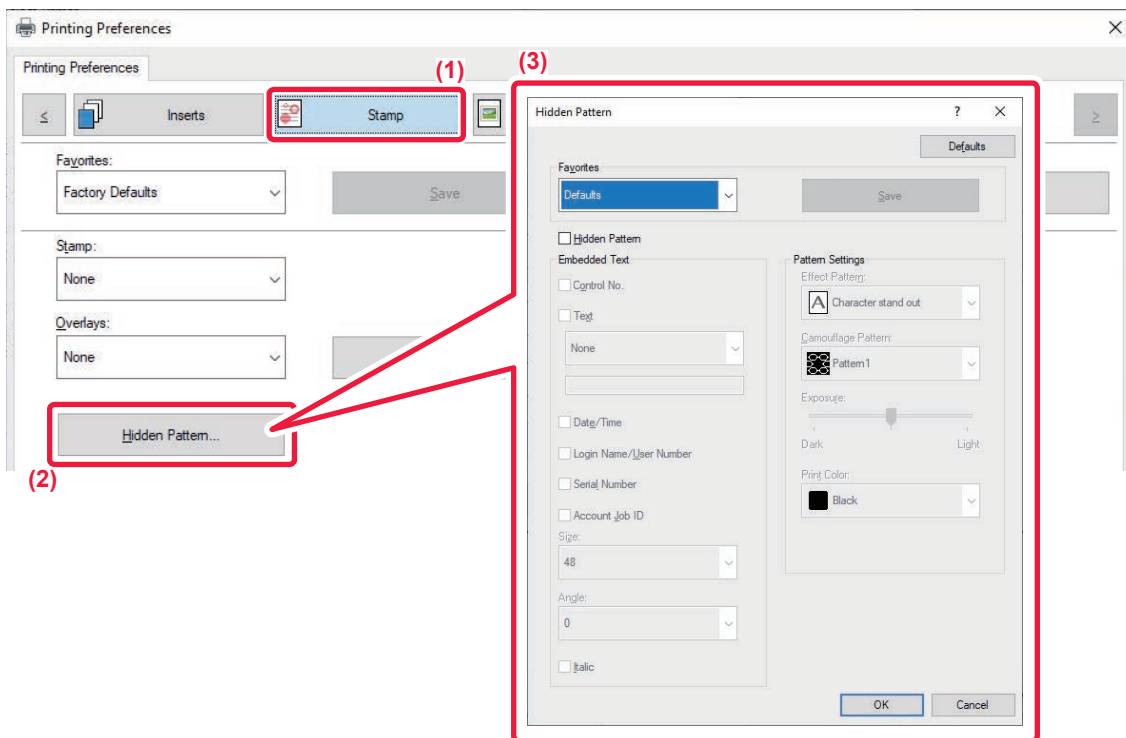 Printing Preferences
Printing Preferences
(1)
(3)
<
Inserts
Stamp
>
Favorites:
Factory Defaults
Save
Stamp:
None
Overlays:
None
Hidden Pattern...
(2)
Hidden Pattern
?
Defaults
Favorites
Defaults
Save
Hidden Pattern
Embedded Text
Control No.
Text
None
Date/Time
Login Name/User Number
Serial Number
Account Job ID
Size:
48
Angle:
0
Italic
Pattern Settings
Effect Pattern:
A Character stand out
Camouflage Pattern:
Pattern1
Exposure:
Dark Light
Print Color:
Black
OK Cancel